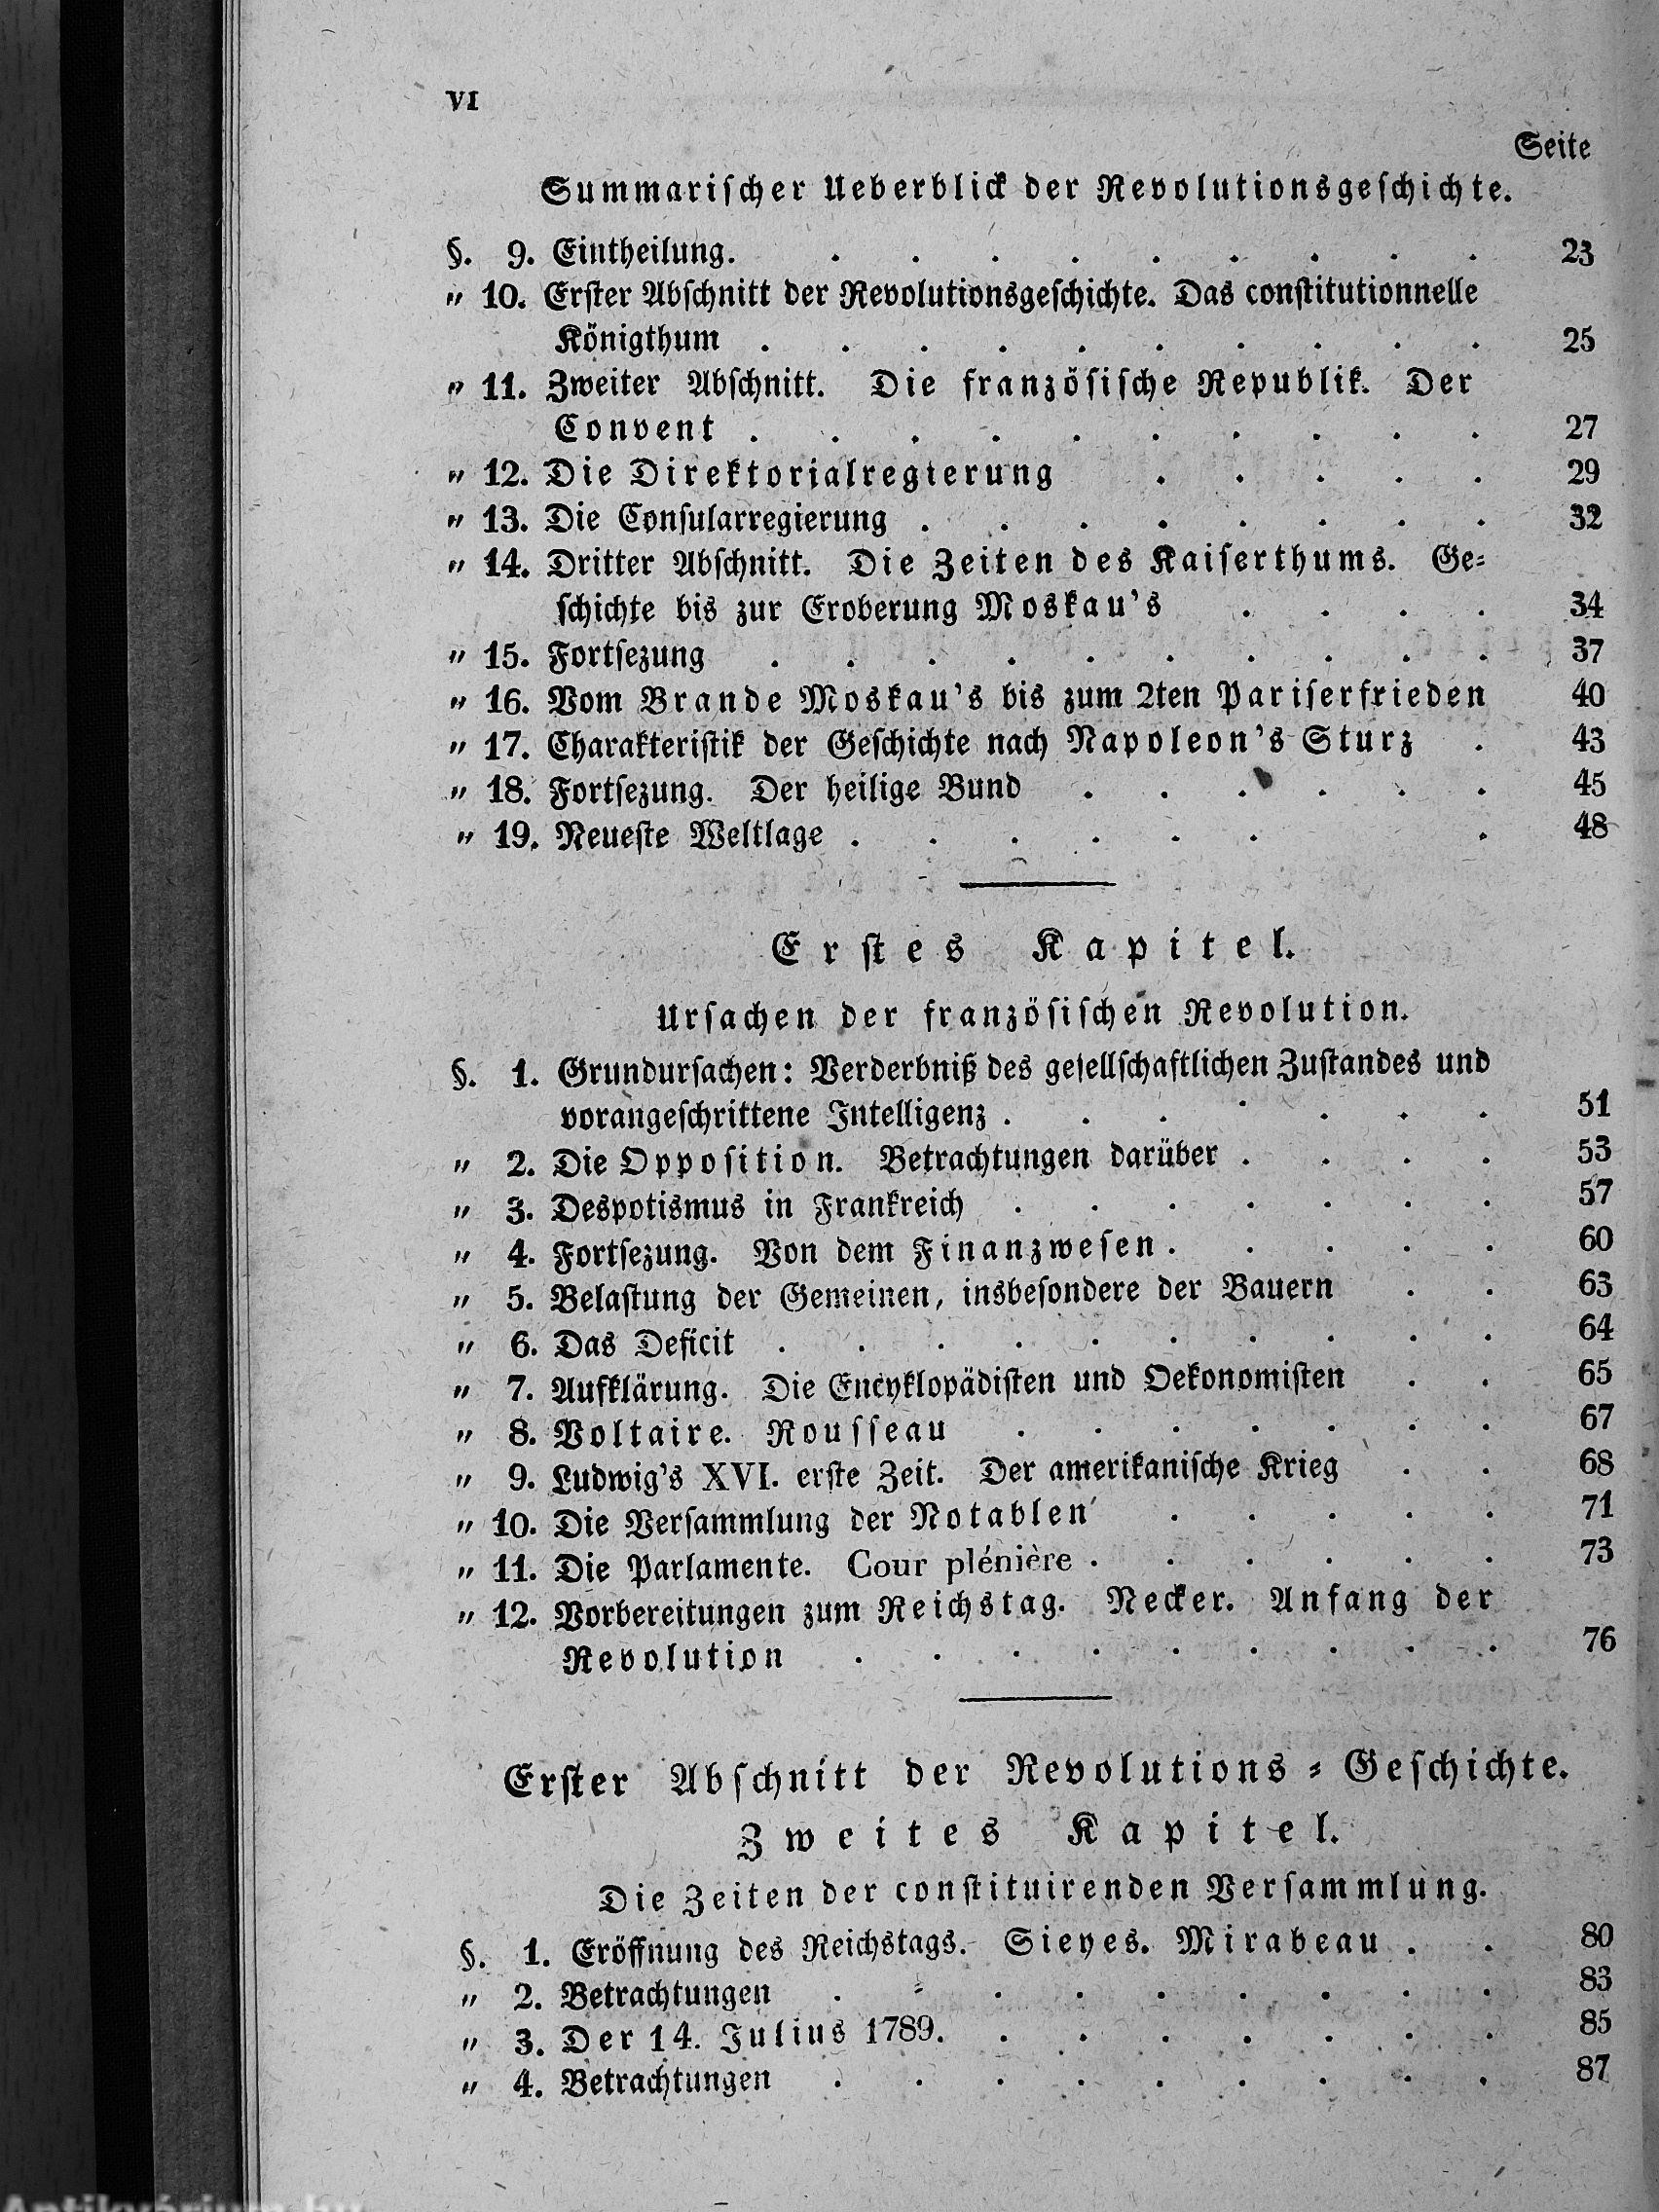 VI
Seite
Summarischer Ueberblick der Revolutionsgeschichte.
§. 9. Eintheilung. . . . . . . . . . 23
„ 10. Erster Abschnitt der Revolutionsgeschichte. Das constitutionnelle
Königthum . . . . . . . . . . 25
„ 11. Zweiter Abschnitt. Die französische Republik. Der
Convent . . . . . . . . . . 27
„ 12. Die Direktorialregierung . . . . . 29
„ 13. Die Consularregierung . . . . . . . . 32
„ 14. Dritter Abschnitt. Die Zeiten des Kaiserthums. Ge-
schichte bis zur Eroberung Moskau's . . . . 34
„ 15. Fortsezung . . . . . . . . . . 37
„ 16. Vom Brande Moskau's bis zum 2ten Pariserfrieden 40
„ 17. Charakteristik der Geschichte nach Napoleon's Sturz . 43
„ 18. Fortsezung. Der heilige Bund . . . . . . 45
„ 19. Neueste Weltlage . . . . . . . 48
Erstes Kapitel.
Ursachen der französischen Revolution.
§. 1. Grundursachen: Verderbniß des gesellschaftlichen Zustandes und
vorangeschrittene Intelligenz . . . . . . . 51
„ 2. Die Opposition. Betrachtungen darüber . . . . 53
„ 3. Despotismus in Frankreich . . . . . . . 57
„ 4. Fortsezung. Von dem Finanzwesen . . . . . 60
„ 5. Belastung der Gemeinen, insbesondere der Bauern . . 63
„ 6. Das Deficit . . . . . . . . . . 64
„ 7. Aufklärung. Die Encyklopädisten und Oekonomisten . . 65
„ 8. Voltaire. Rousseau . . . . . . . 67
„ 9. Ludwig's XVI. erste Zeit. Der amerikanische Krieg . . 68
„ 10. Die Versammlung der Notablen . . . . . 71
„ 11. Die Parlamente. Cour plénière . . . . . . 73
„ 12. Vorbereitungen zum Reichstag. Necker. Anfang der
Revolution . . . . . . . . . 76
Erster Abschnitt der Revolutions-Geschichte.
Zweites Kapitel.
Die Zeiten der constituirenden Versammlung.
§. 1. Eröffnung des Reichstags. Sieyes. Mirabeau . . 80
„ 2. Betrachtungen . . . . . . . . . 83
„ 3. Der 14. Julius 1789. . . . . . . . 85
„ 4. Betrachtungen . . . . . . . . . 87
Antikvárium.hu